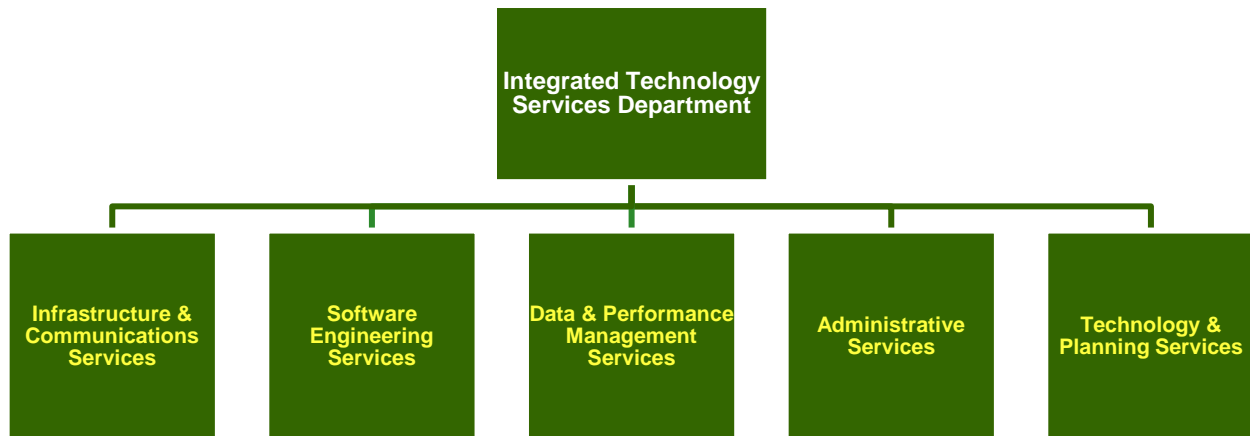 Integrated Technology
Services Department
Infrastructure &
Communications
Services
Software
Engineering
Services
Data & Performance
Management
Services
Administrative
Services
Technology &
Planning Services